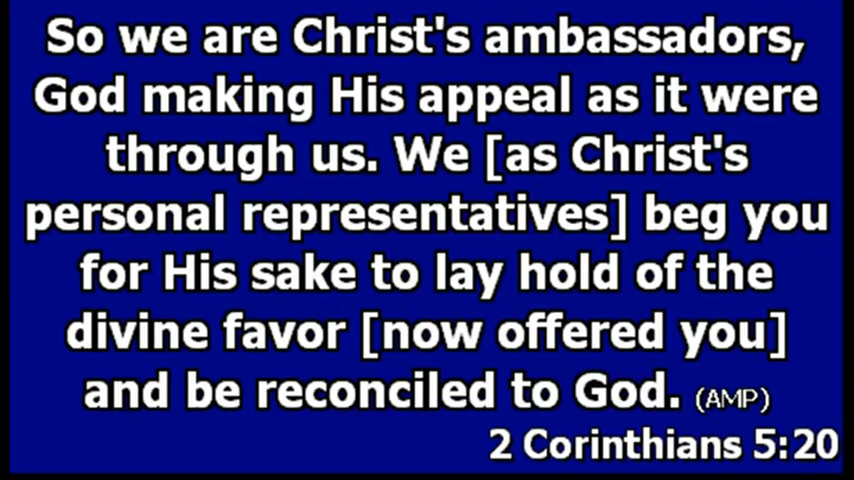 So we are Christ's ambassadors,
God making His appeal as it were
through us. We [as Christ's
personal representatives] beg you
for His sake to lay hold of the
divine favor [now offered you]
and be reconciled to God. (AMP)
2 Corinthians 5:20